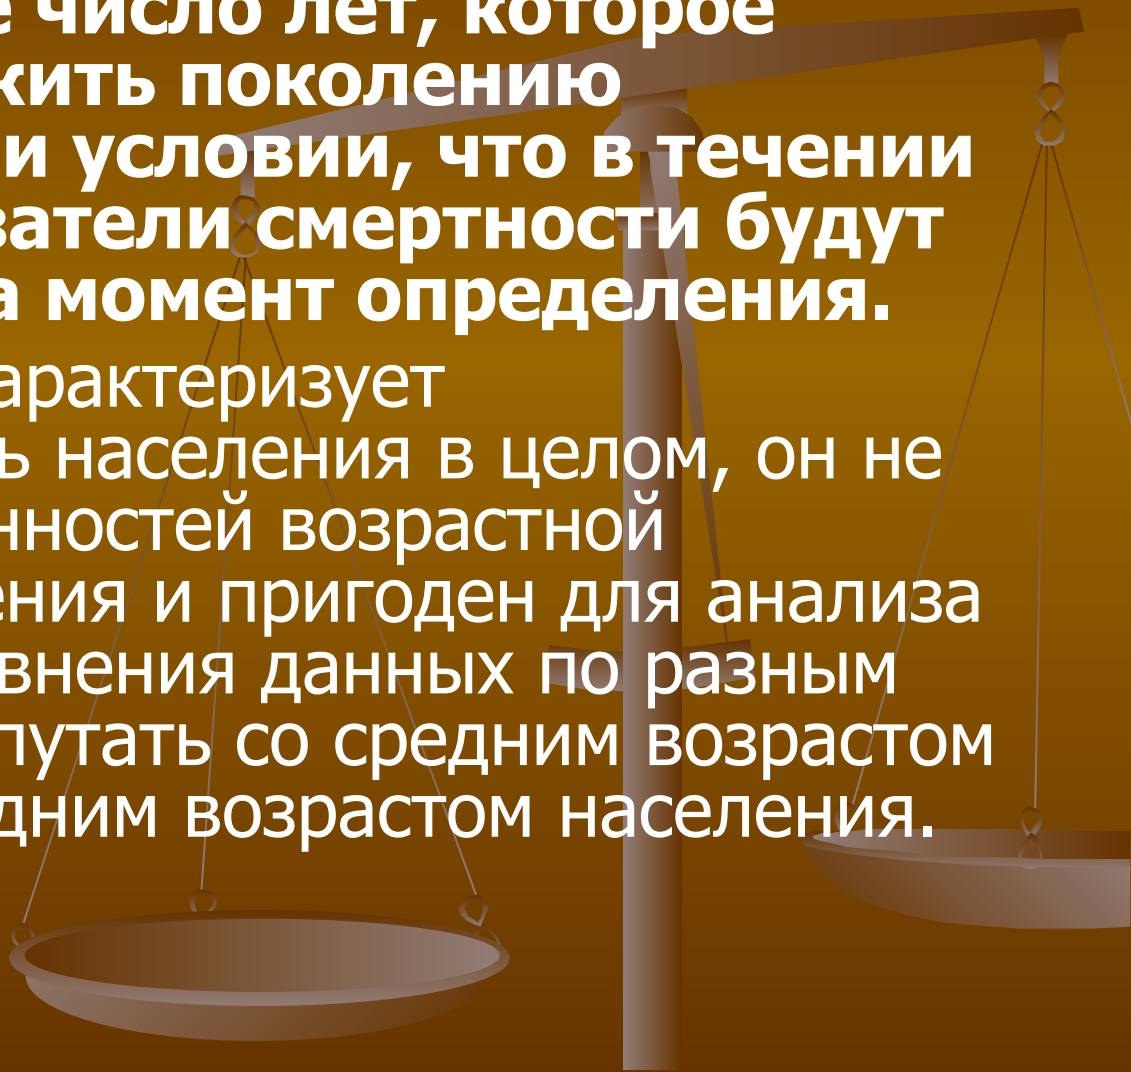 е число лет, которое
жить поколению
и условии, что в течении
ватели смертности будут
а момент определения.
арактеризует
ь населения в целом, он не
нностей возрастной
ения и пригоден для анализа
внения данных по разным
путать со средним возрастом
дним возрастом населения.